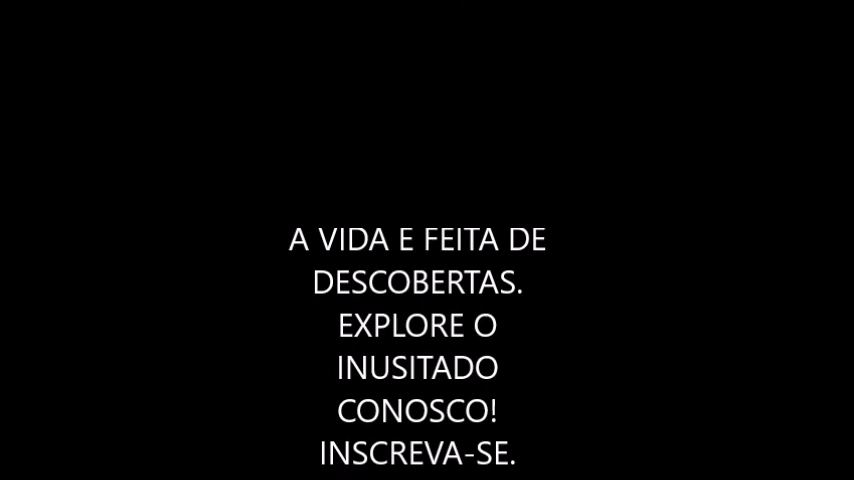 A VIDA E FEITA DE
DESCOBERTAS.
EXPLORE O
INUSITADO
CONOSCO!
INSCREVA-SE.